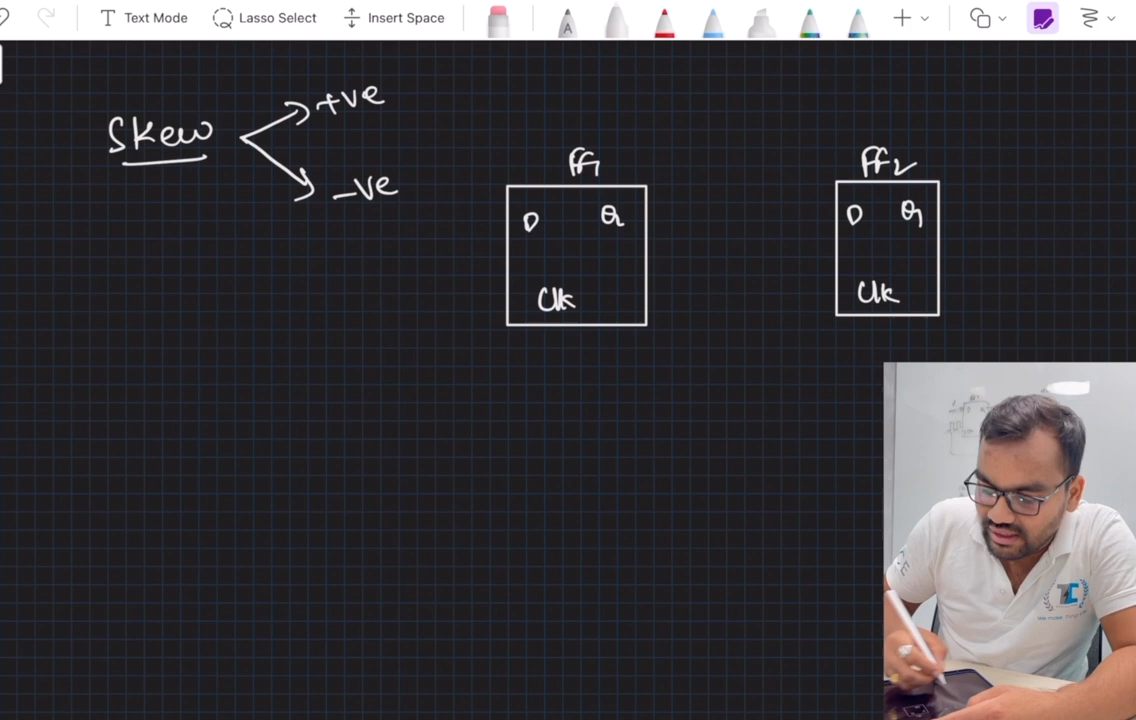 Text Mode Lasso Select Insert Space
A
Skew
+ve
-ve
FF1
FF2
D Q
D Q
Clk
Clk